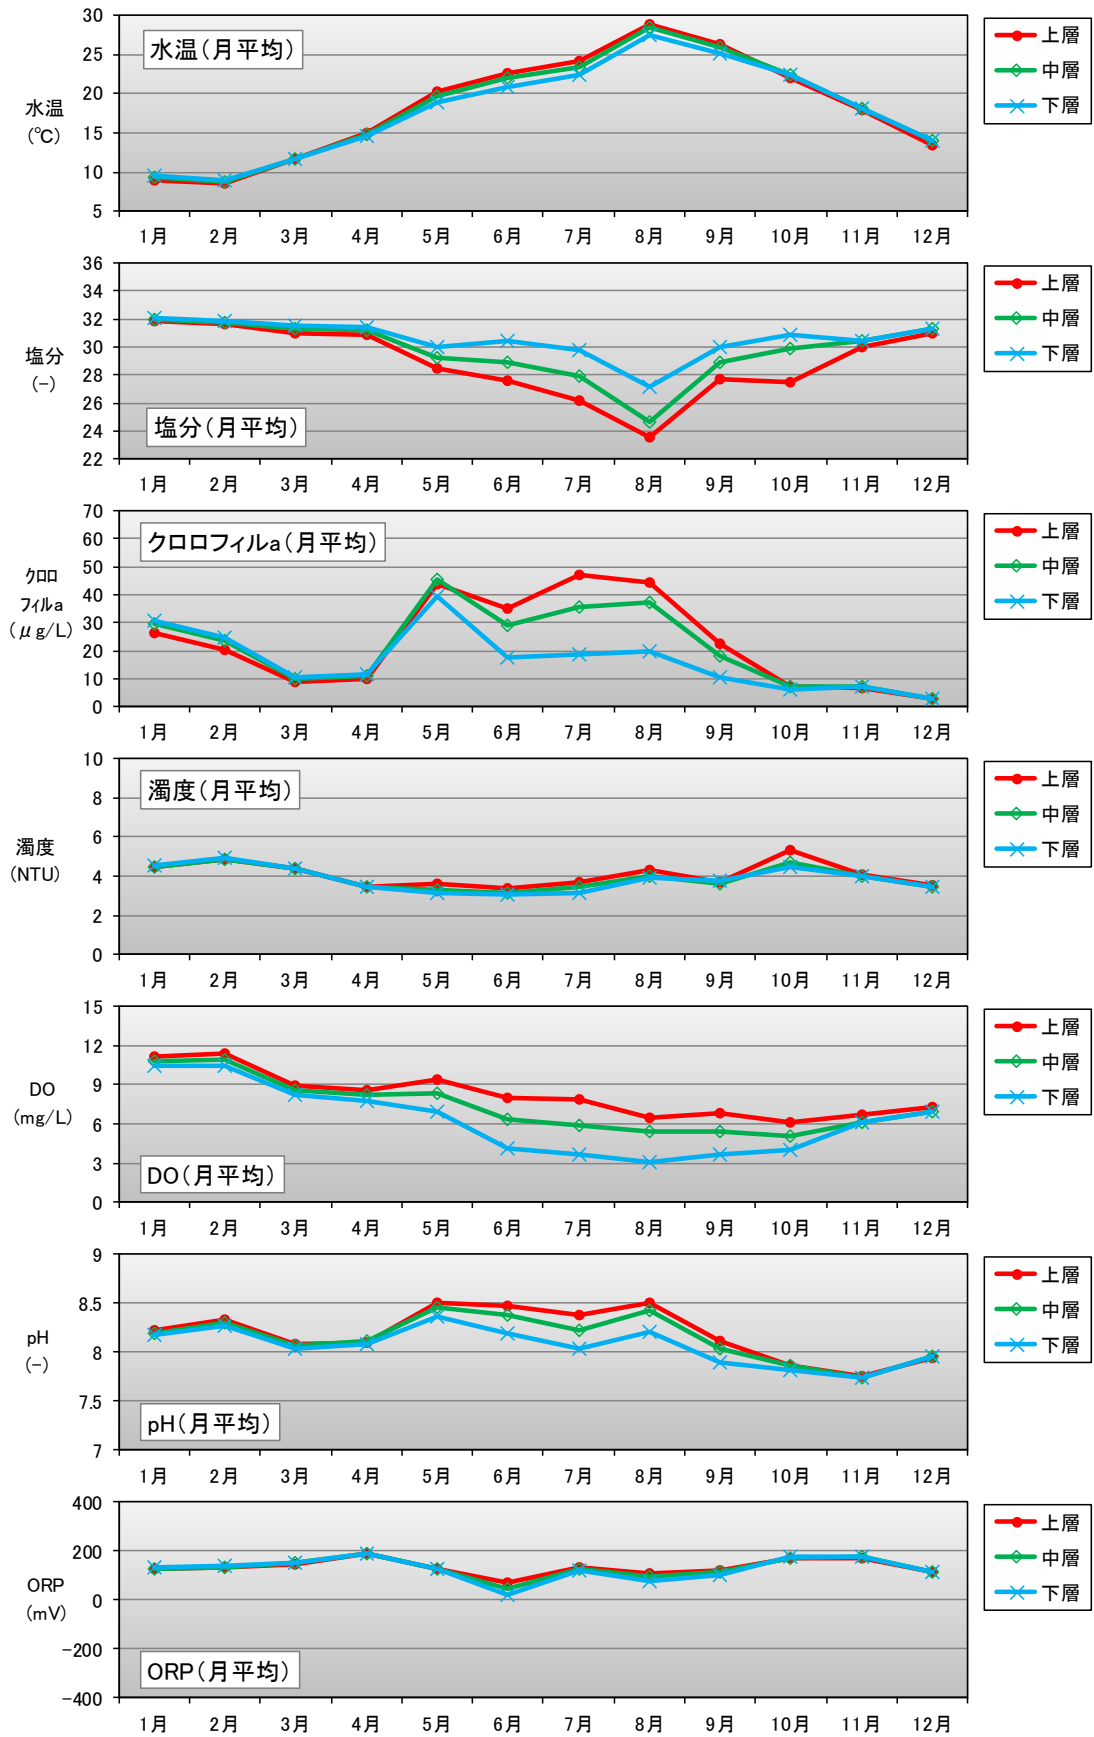 30
25
20
15
10
5
水温(月平均)
水温
(℃)
上層
中層
下層
1月 2月 3月 4月 5月 6月 7月 8月 9月 10月 11月 12月
36
34
32
30
28
26
24
22
塩分
(-)
塩分(月平均)
上層
中層
下層
1月 2月 3月 4月 5月 6月 7月 8月 9月 10月 11月 12月
70
60
50
40
30
20
10
0
クロロフィルa(月平均)
ｸﾛﾛ
ﾌｨﾙa
(μg/L)
上層
中層
下層
1月 2月 3月 4月 5月 6月 7月 8月 9月 10月 11月 12月
10
8
6
4
2
0
濁度(月平均)
濁度
(NTU)
上層
中層
下層
1月 2月 3月 4月 5月 6月 7月 8月 9月 10月 11月 12月
15
12
9
6
3
0
DO
(mg/L)
DO(月平均)
上層
中層
下層
1月 2月 3月 4月 5月 6月 7月 8月 9月 10月 11月 12月
9
8.5
8
7.5
7
pH
(-)
pH(月平均)
上層
中層
下層
1月 2月 3月 4月 5月 6月 7月 8月 9月 10月 11月 12月
400
200
0
-200
-400
ORP
(mV)
ORP(月平均)
上層
中層
下層
1月 2月 3月 4月 5月 6月 7月 8月 9月 10月 11月 12月